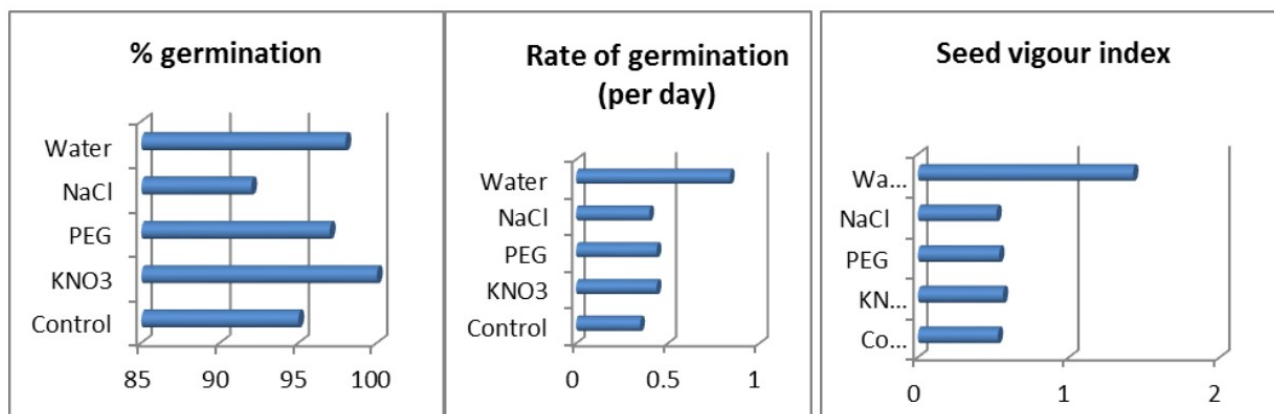 % germination
Water
NaCl
PEG
KNO3
Control
85 90 95 100
Rate of germination
(per day)
Water
NaCl
PEG
KNO3
Control
0 0.5 1
Seed vigour index
Wa...
NaCl
PEG
KN...
Co...
0 1 2